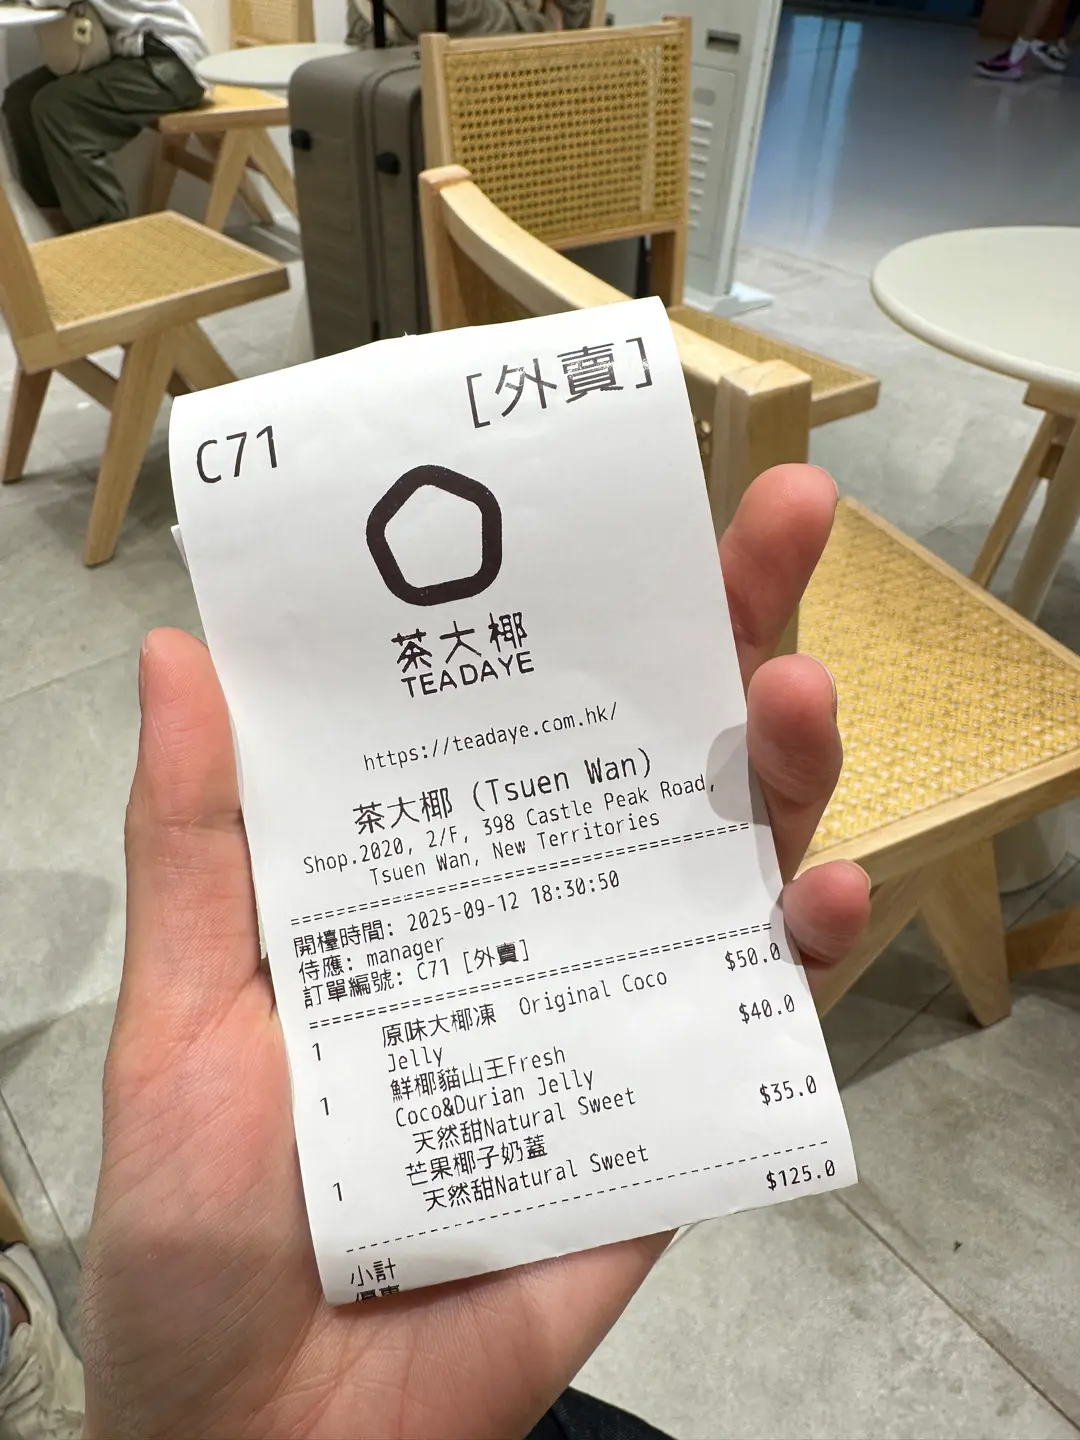 C71
[外賣]
茶大椰
TEADAYE
https://teadaye.com.hk/
茶大椰 (Tsuen Wan)
Shop.2020, 2/F, 398 Castle Peak Road,
Tsuen Wan, New Territories
開檯時間: 2025-09-12 18:30:50
侍應: manager
訂單編號: C71 [外賣]
1 原味大椰凍 Original Coco $50.0
Jelly
1 鮮椰貓山王Fresh $40.0
Coco&Durian Jelly
天然甜Natural Sweet
1 芒果椰子奶蓋 $35.0
天然甜Natural Sweet
小計 $125.0